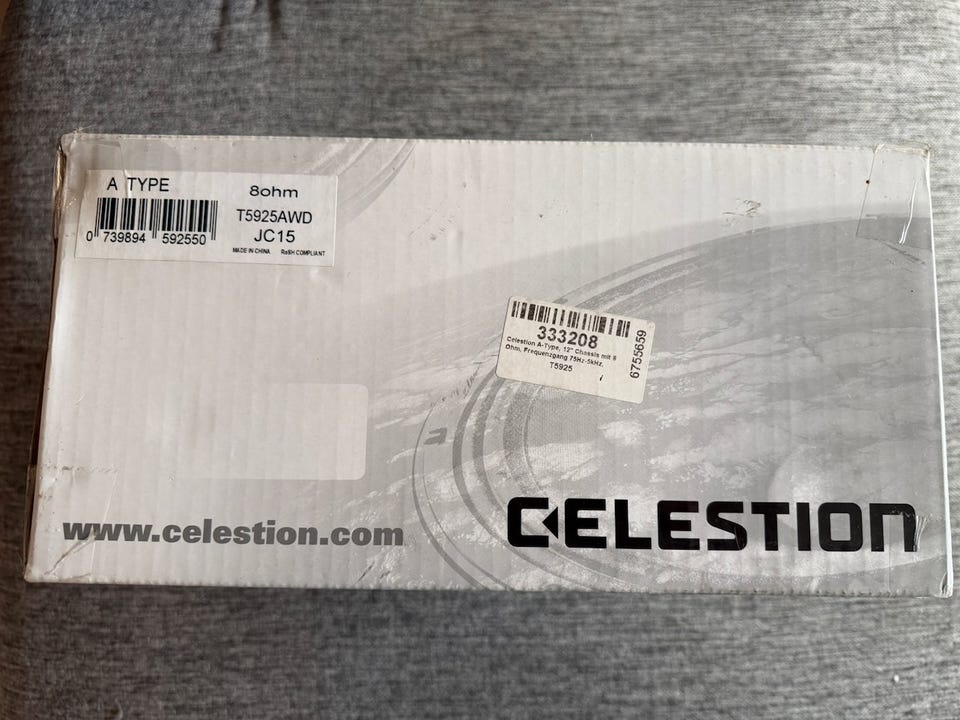 A TYPE
8ohm
T5925AWD
0 739894 592550
JC15
MADE IN CHINA RoSH COMPLIANT
333208
Celestion A-Type, 12" Chassis mit 8
Ohm, Frequenzgang 75Hz-5kHz,
T5925
6755659
www.celestion.com
CELESTION